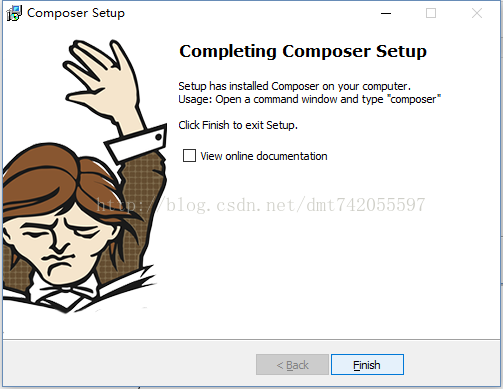 Composer Setup
Completing Composer Setup
Setup has installed Composer on your computer.
Usage: Open a command window and type "composer"
Click Finish to exit Setup.
View online documentation
http://blog.csdn.net/dmt742055597
< Back
Finish